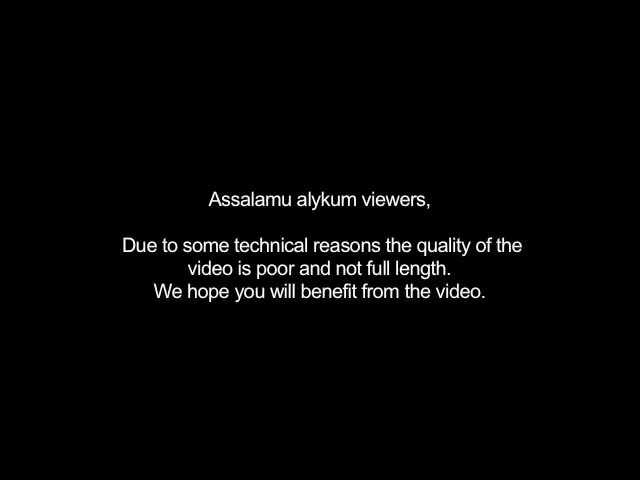 Assalamu alykum viewers,
Due to some technical reasons the quality of the
video is poor and not full length.
We hope you will benefit from the video.